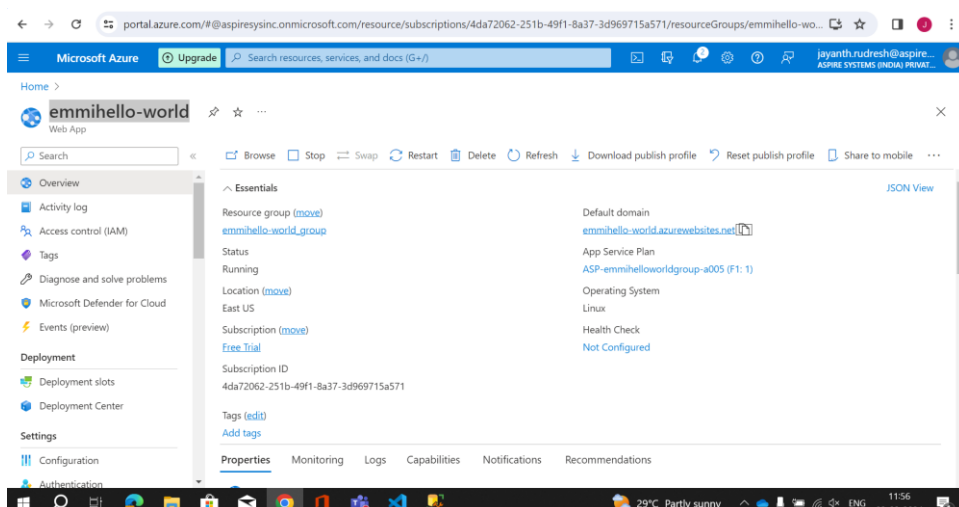 portal.azure.com/#@aspiresysinc.onmicrosoft.com/resource/subscriptions/4da72062-251b-49f1-8a37-3d969715a571/resourceGroups/emmihello-wo...
J
Microsoft Azure
Upgrade
Search resources, services, and docs (G+/)
2
jayanth.rudresh@aspire...
ASPIRE SYSTEMS (INDIA) PRIVAT...
Home >
emmihello-world
Web App
Search
Browse Stop Swap Restart Delete Refresh Download publish profile Reset publish profile Share to mobile
Overview
Activity log
Access control (IAM)
Tags
Diagnose and solve problems
Microsoft Defender for Cloud
Events (preview)
Deployment
Deployment slots
Deployment Center
Settings
Configuration
Authentication
Essentials
JSON View
Resource group (move)
emmihello-world_group
Status
Running
Location (move)
East US
Subscription (move)
Free Trial
Subscription ID
4da72062-251b-49f1-8a37-3d969715a571
Tags (edit)
Add tags
Default domain
emmihello-world.azurewebsites.net
App Service Plan
ASP-emmihelloworldgroup-a005 (F1: 1)
Operating System
Linux
Health Check
Not Configured
Properties Monitoring Logs Capabilities Notifications Recommendations
29°C Partly sunny
ENG
11:56